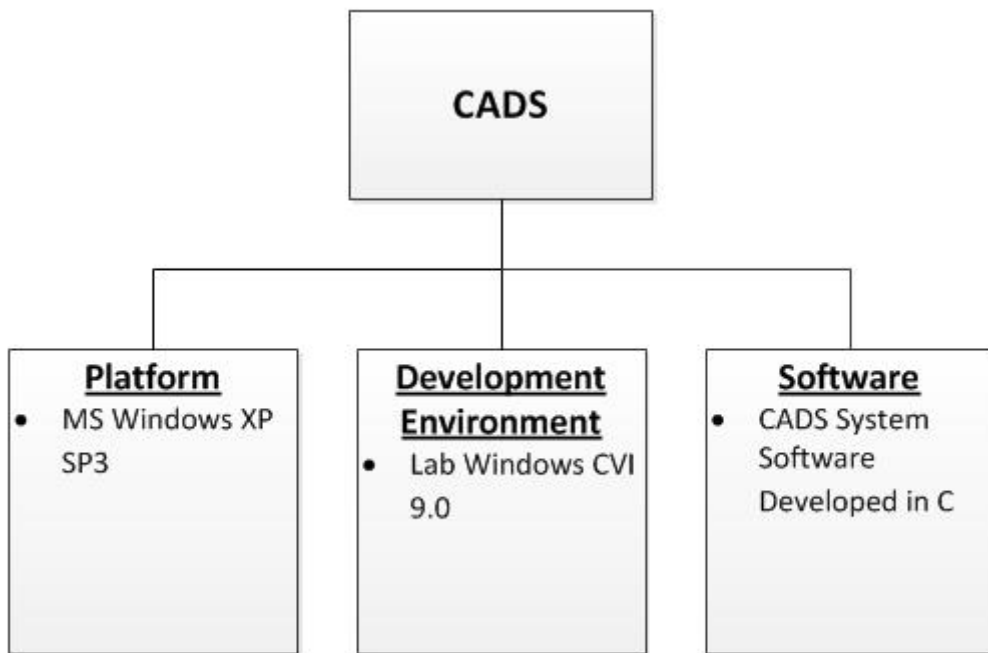 CADS
Platform
• MS Windows XP
SP3
Development
Environment
• Lab Windows CVI
9.0
Software
• CADS System
Software
Developed in C